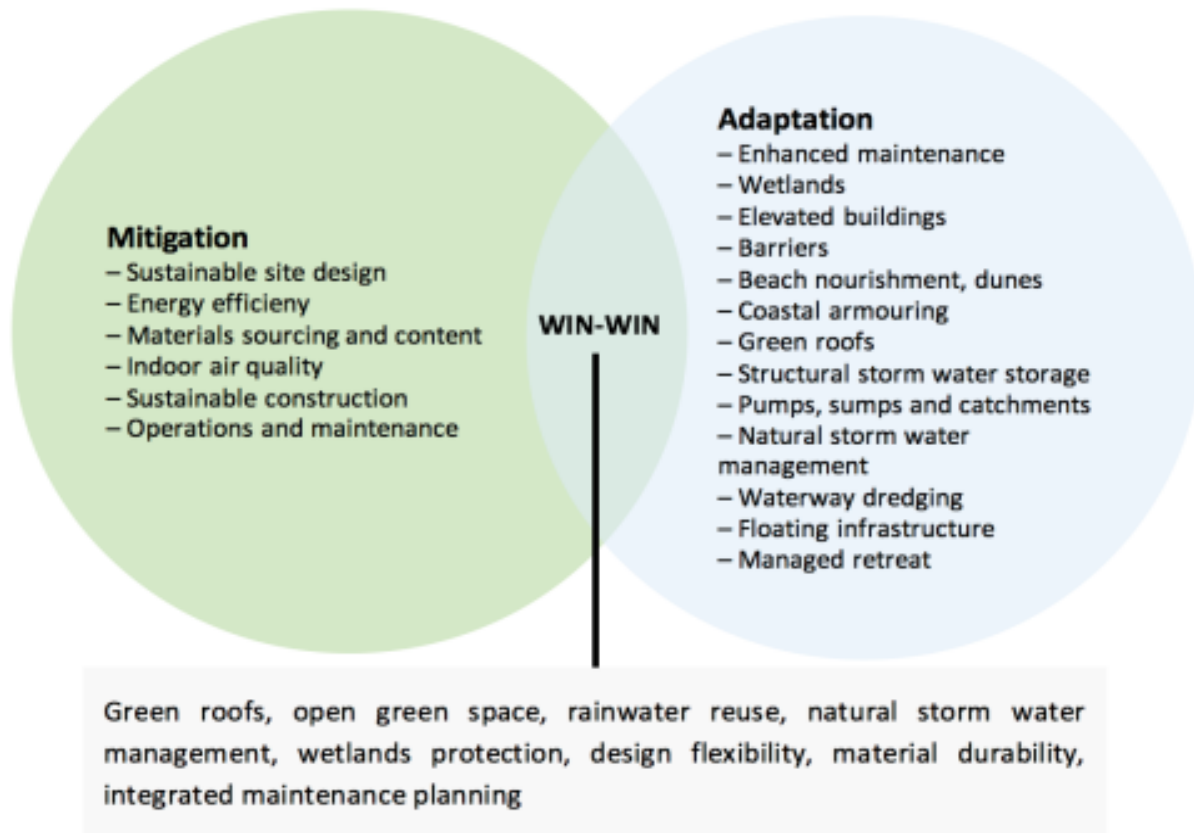 Mitigation
– Sustainable site design
– Energy efficieny
– Materials sourcing and content
– Indoor air quality
– Sustainable construction
– Operations and maintenance
WIN-WIN
Adaptation
– Enhanced maintenance
– Wetlands
– Elevated buildings
– Barriers
– Beach nourishment, dunes
– Coastal armouring
– Green roofs
– Structural storm water storage
– Pumps, sumps and catchments
– Natural storm water
management
– Waterway dredging
– Floating infrastructure
– Managed retreat
Green roofs, open green space, rainwater reuse, natural storm water
management, wetlands protection, design flexibility, material durability,
integrated maintenance planning